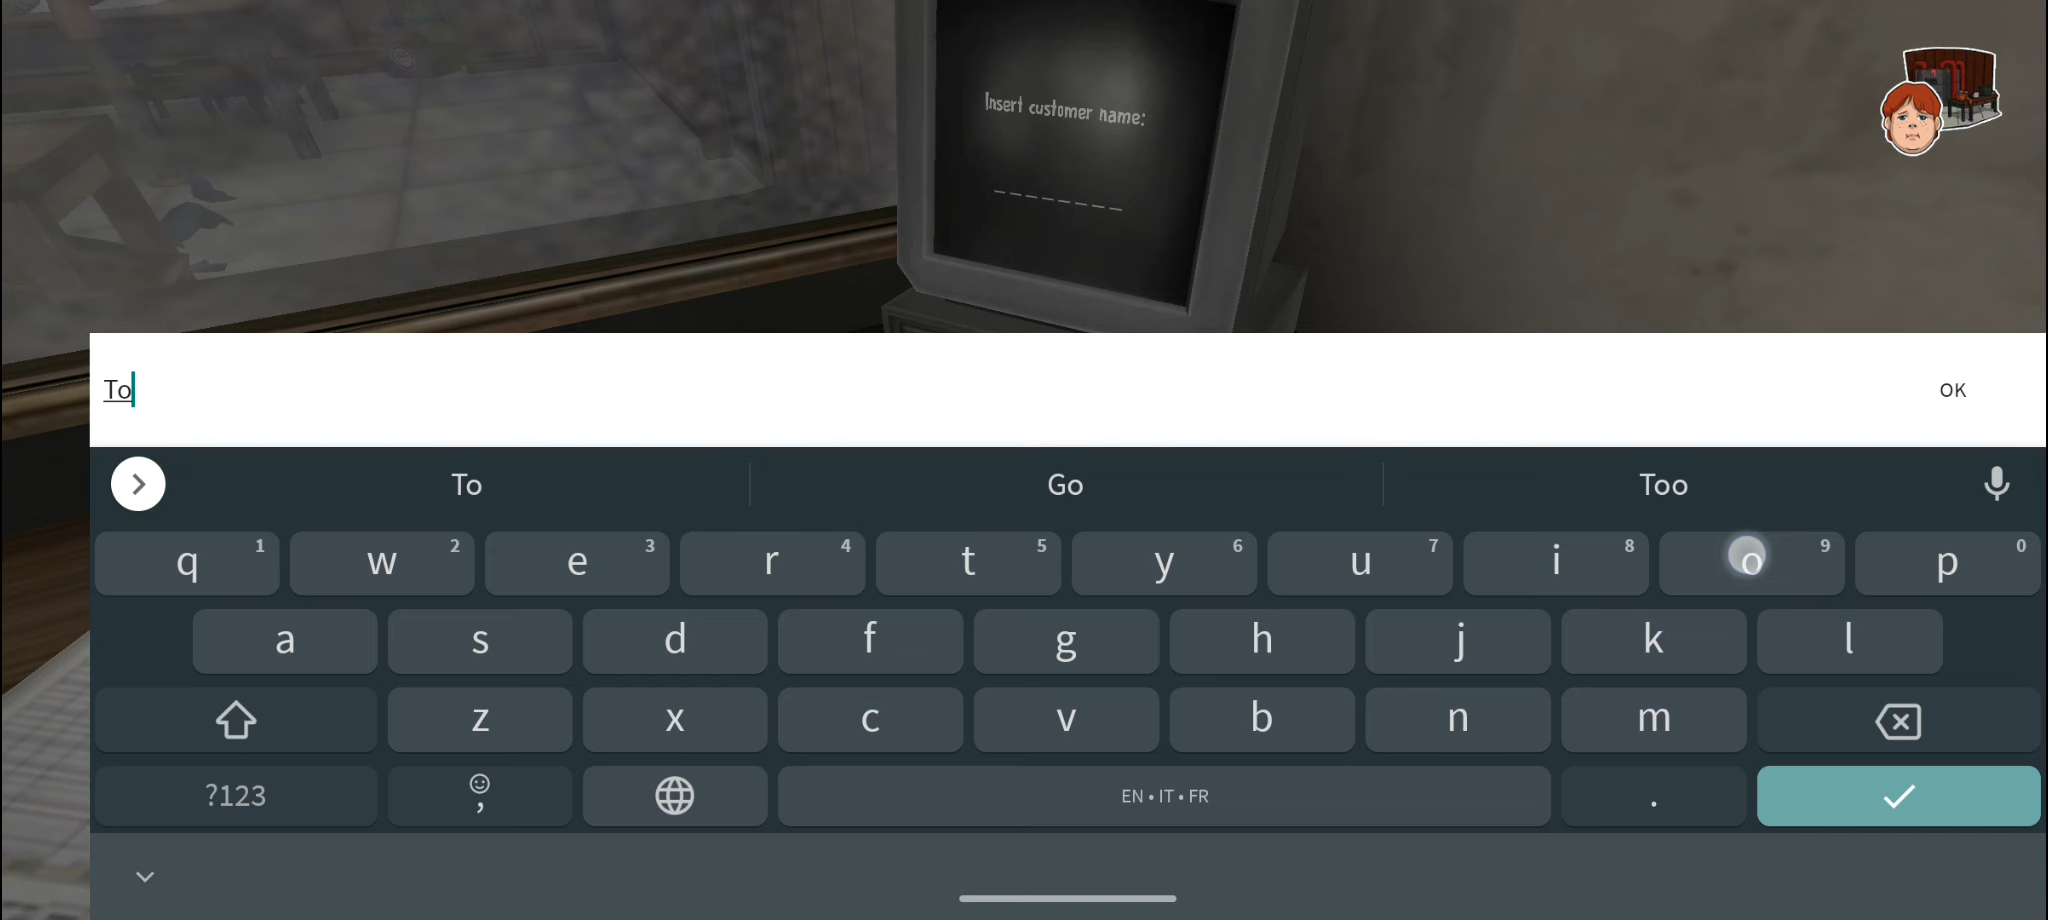 Insert customer name:
________
To
OK
To Go Too
q 1 w 2 e 3 r 4 t 5 y 6 u 7 i 8 o 9 p 0
a s d f g h j k l
z x c v b n m
?123 , EN • IT • FR .